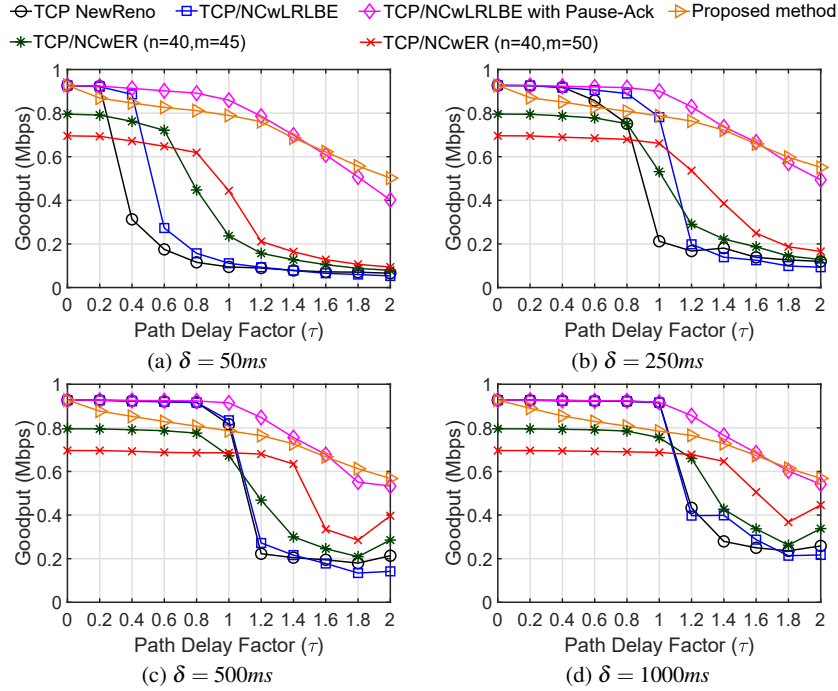 TCP NewReno TCP/NCwLRLBE TCP/NCwLRLBE with Pause-Ack Proposed method
TCP/NCwER (n=40,m=45) TCP/NCwER (n=40,m=50)
1
0.8
0.6
0.4
0.2
0
Goodput (Mbps)
0 0.2 0.4 0.6 0.8 1 1.2 1.4 1.6 1.8 2
Path Delay Factor (τ)
(a) δ = 50ms
1
0.8
0.6
0.4
0.2
0
Goodput (Mbps)
0 0.2 0.4 0.6 0.8 1 1.2 1.4 1.6 1.8 2
Path Delay Factor (τ)
(b) δ = 250ms
1
0.8
0.6
0.4
0.2
0
Goodput (Mbps)
0 0.2 0.4 0.6 0.8 1 1.2 1.4 1.6 1.8 2
Path Delay Factor (τ)
(c) δ = 500ms
1
0.8
0.6
0.4
0.2
0
Goodput (Mbps)
0 0.2 0.4 0.6 0.8 1 1.2 1.4 1.6 1.8 2
Path Delay Factor (τ)
(d) δ = 1000ms